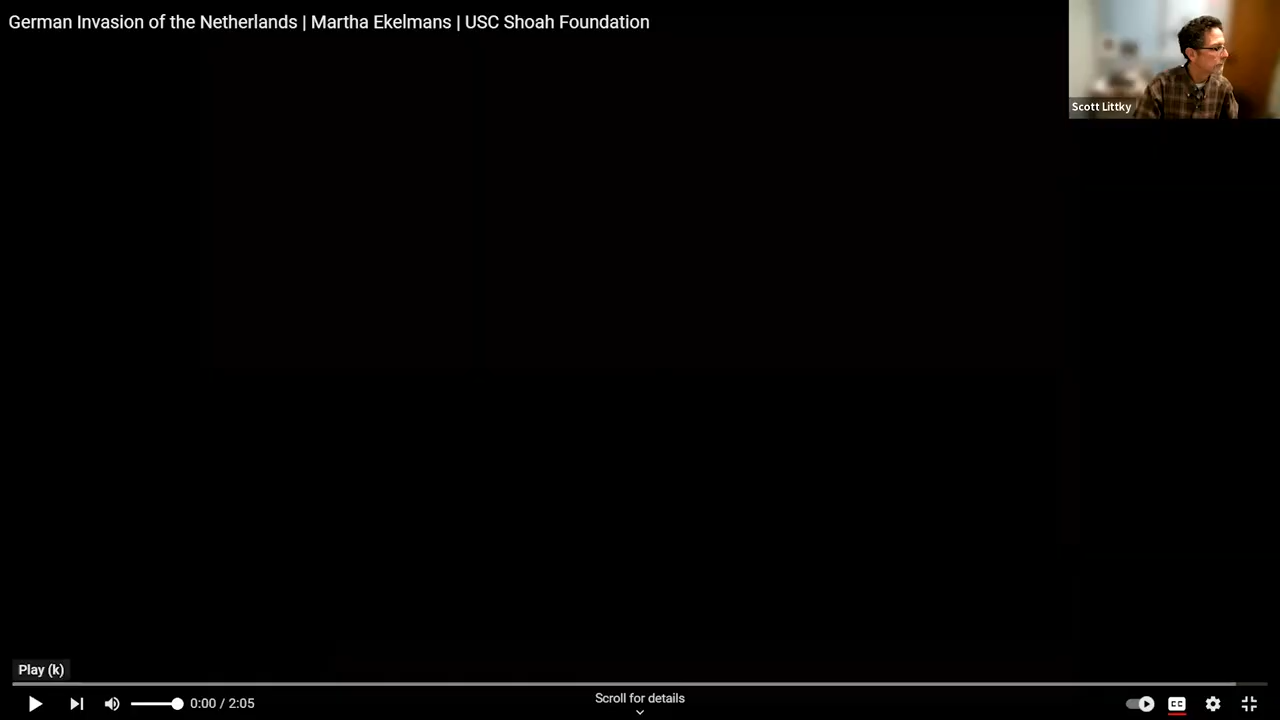 German Invasion of the Netherlands | Martha Ekelmans | USC Shoah Foundation
Scott Littky
Play (k)
0:00 / 2:05
Scroll for details
CC